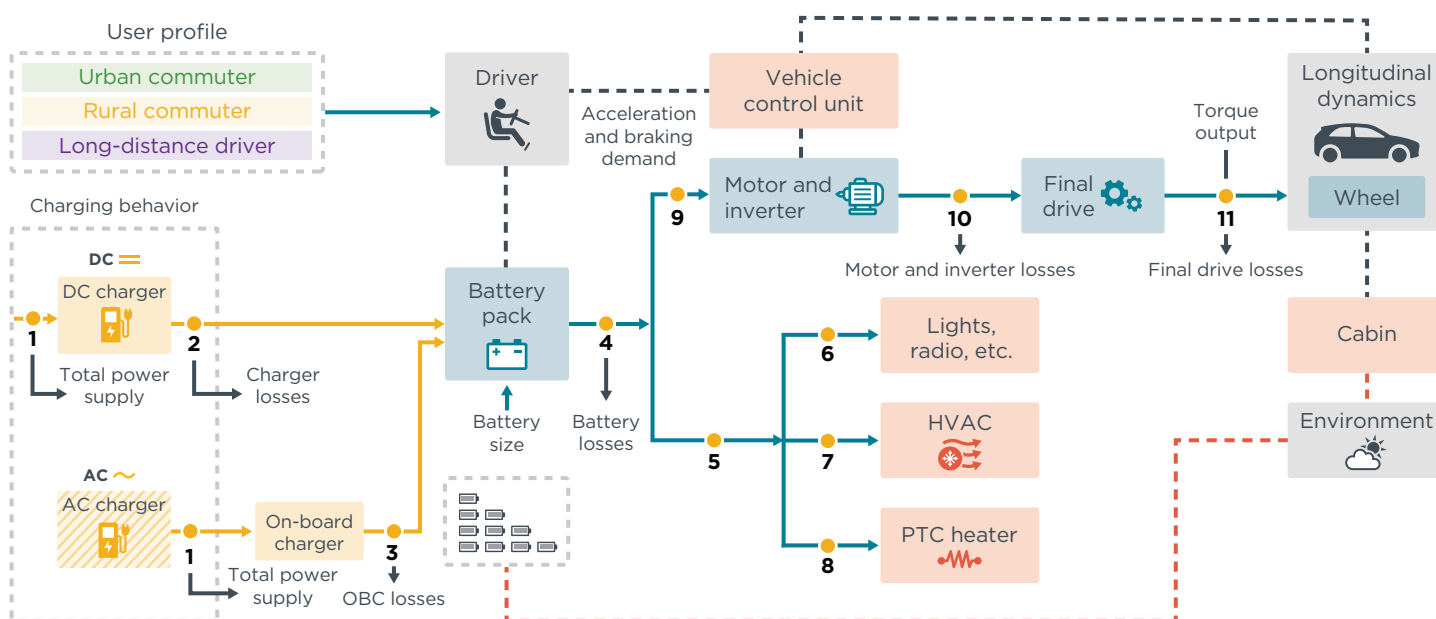 User profile
Urban commuter
Rural commuter
Long-distance driver
Driver
Acceleration
and braking
demand
Vehicle
control unit
Longitudinal
dynamics
Wheel
Torque
output
Motor and
inverter
Final
drive
9
10
11
Motor and inverter losses
Final drive losses
Charging behavior
DC
DC charger
1
2
Total power
supply
Charger
losses
Battery
pack
4
Battery
size
Battery
losses
5
6
Lights,
radio, etc.
7
HVAC
8
PTC heater
Cabin
Environment
AC
AC charger
1
Total power
supply
On-board
charger
3
OBC losses